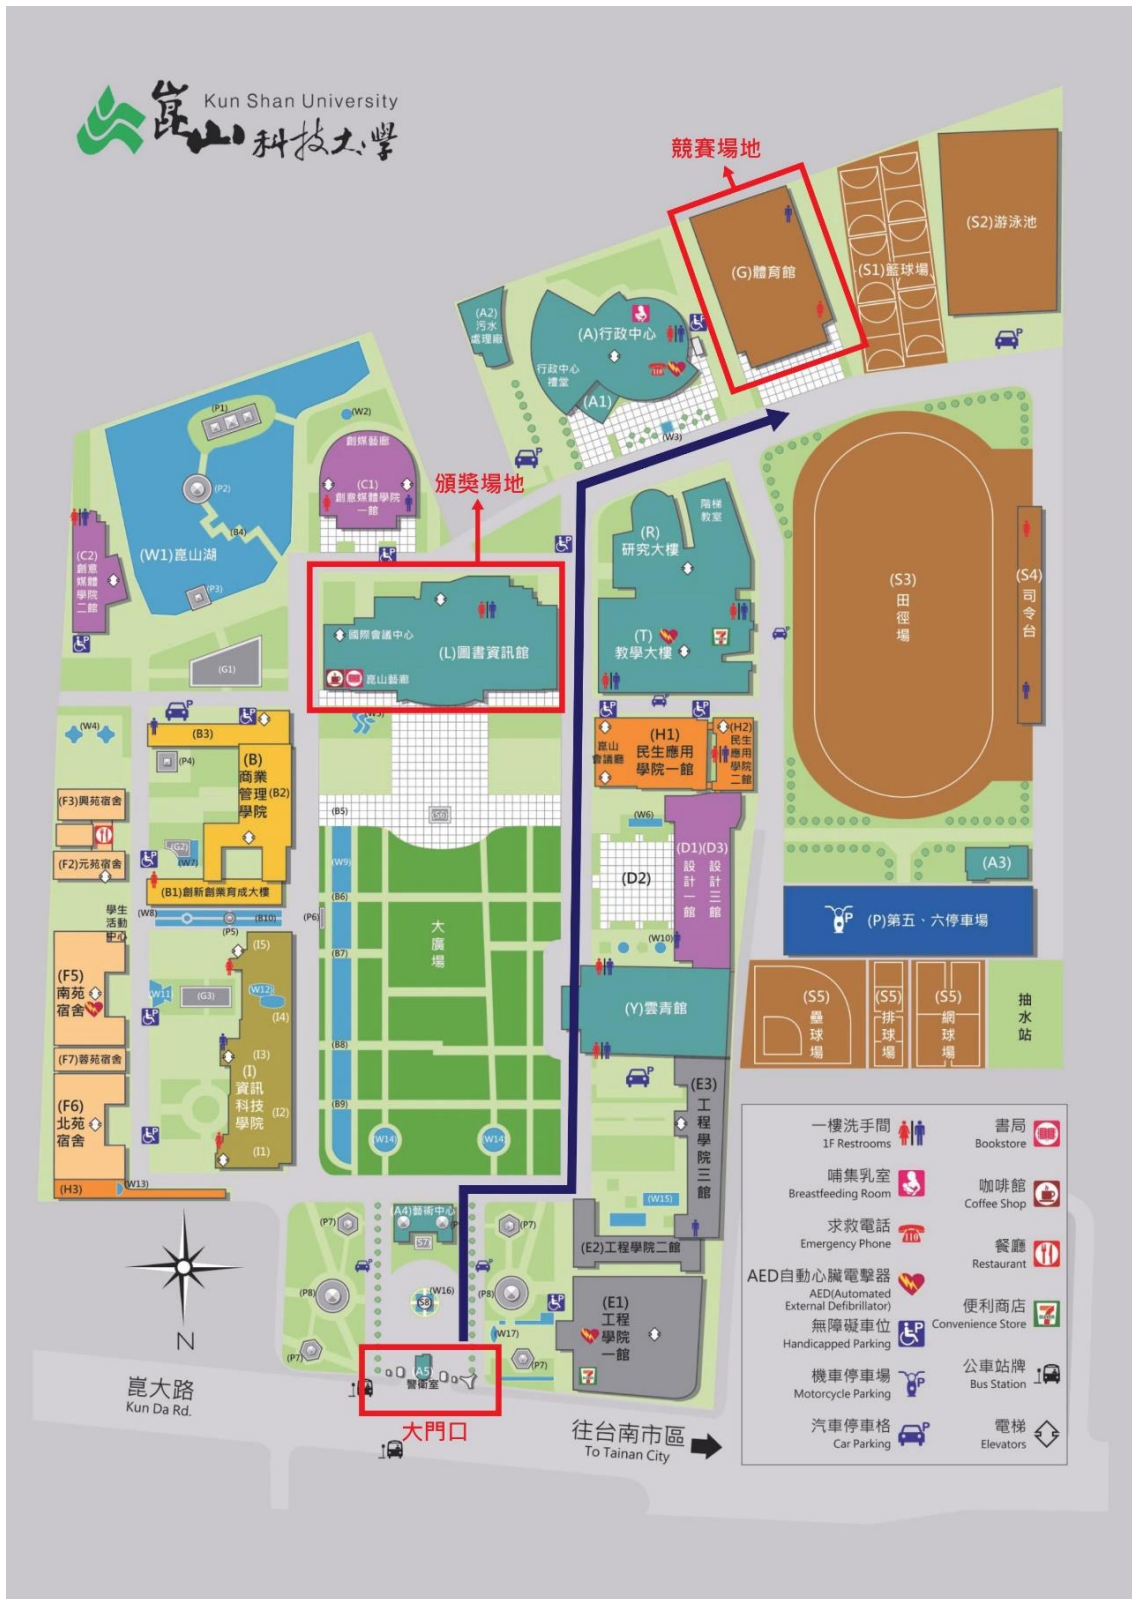 Kun Shan University
崑山科技大學
競賽場地
(S2)游泳池
(G)體育館
(S1)籃球場
(A2)
污水
處理廠
(A)行政中心
行政中心
禮堂
(A1)
(W3)
(P1)
(W2)
創媒藝廊
(C1)
創意媒體學院
一館
頒獎場地
(P2)
(B4)
(W1)崑山湖
(C2)
創意
媒體
學院
二館
(P3)
階梯
教室
(R)
研究大樓
(S3)
田徑場
(S4)
司令台
國際會議中心
(L)圖書資訊館
崑山藝廊
(T)
教學大樓
(G1)
(W4)
(W5)
(B3)
(P4)
(B)
商業
管理
學院
(B2)
崑山
會議廳
(H1)
民生應用
學院一館
(H2)
民生
應用
學院
二館
(F3)興苑宿舍
(F2)元苑宿舍
(G2)
(W7)
(B1)創新創業育成大樓
(B5)
(S6)
(W6)
(D1)
設計一館
(D3)
設計三館
(D2)
(A3)
(W9)
(B6)
學生
活動
中心
(W8)
(P5)
(B10)
(P6)
大廣場
(P)第五、六停車場
(I5)
(B7)
(W10)
(F5)
南苑
宿舍
(W11)
(G3)
(W12)
(I4)
(Y)雲青館
(S5)
壘球場
(S5)
排球場
(S5)
網球場
抽水站
(F7)蓉苑宿舍
(I3)
(B8)
(I)
資訊
科技
學院
(I2)
(E3)
工程學院三館
(F6)
北苑
宿舍
(B9)
(I1)
(W14)
(W14)
(H3)
(W13)
(W15)
(A4)藝術中心
(P7)
(P7)
(S7)
(E2)工程學院二館
(P8)
(W16)
(S8)
(P8)
(E1)
工程
學院
一館
(W17)
(P7)
(P7)
(A5)
警衛室
大門口
N
崑大路
Kun Da Rd.
往台南市區
To Tainan City
一樓洗手間
1F Restrooms
哺集乳室
Breastfeeding Room
求救電話
Emergency Phone
AED自動心臟電擊器
AED(Automated
External Defibrillator)
無障礙車位
Handicapped Parking
機車停車場
Motorcycle Parking
汽車停車格
Car Parking
書局
Bookstore
咖啡館
Coffee Shop
餐廳
Restaurant
便利商店
Convenience Store
公車站牌
Bus Station
電梯
Elevators